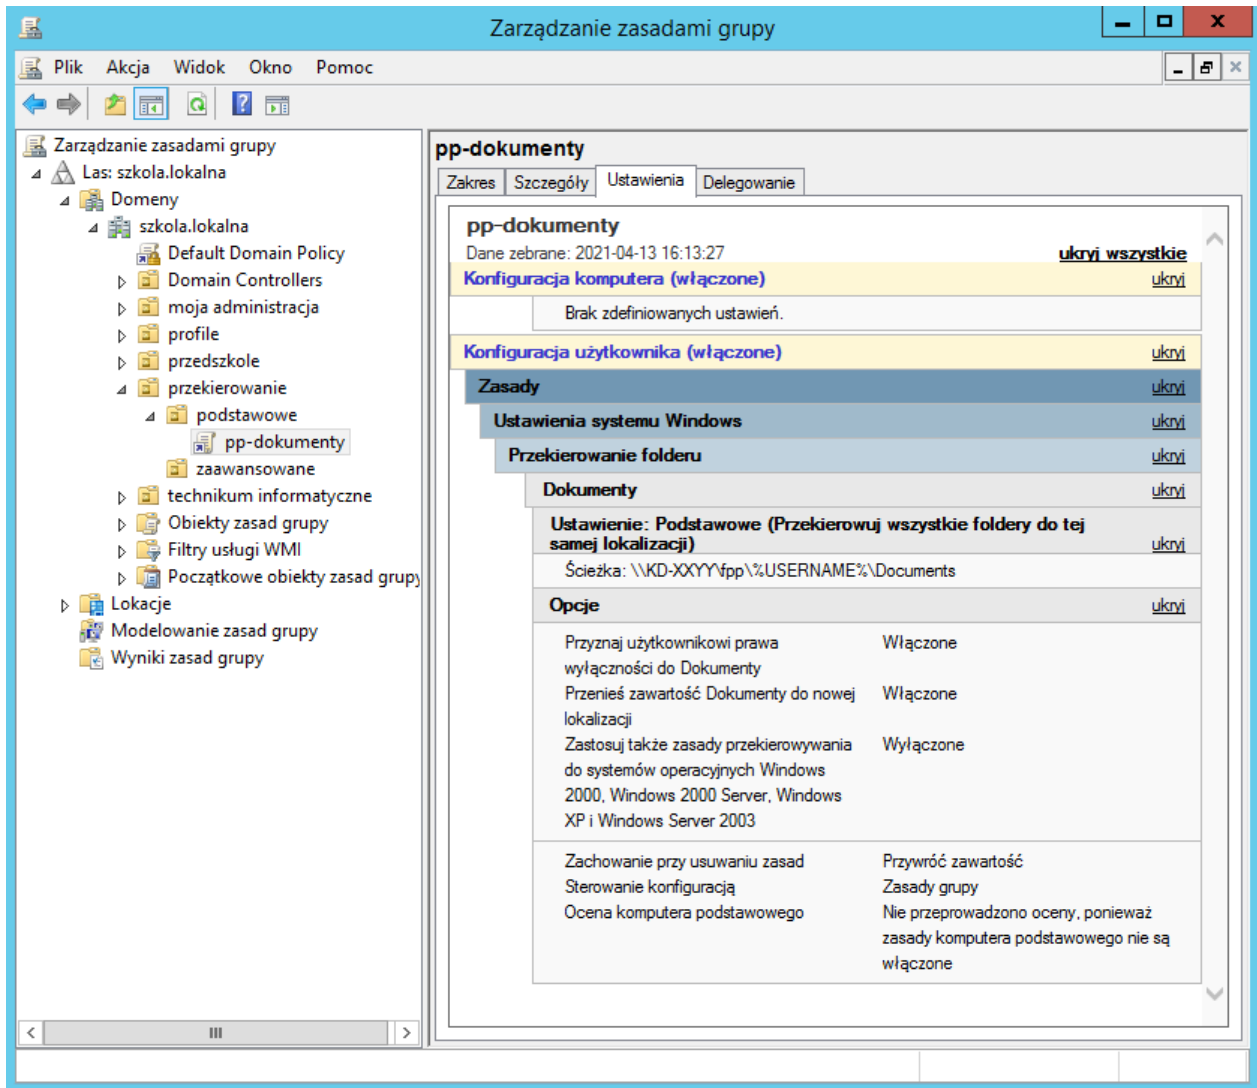 Zarządzanie zasadami grupy
Plik Akcja Widok Okno Pomoc
Zarządzanie zasadami grupy
Las: szkola.lokalna
Domeny
szkola.lokalna
Default Domain Policy
Domain Controllers
moja administracja
profile
przedszkole
przekierowanie
podstawowe
pp-dokumenty
zaawansowane
technikum informatyczne
Obiekty zasad grupy
Filtry usługi WMI
Początkowe obiekty zasad grupy
Lokacje
Modelowanie zasad grupy
Wyniki zasad grupy
pp-dokumenty
Zakres Szczegóły Ustawienia Delegowanie
pp-dokumenty
Dane zebrane: 2021-04-13 16:13:27 ukryj wszystkie
Konfiguracja komputera (włączone) ukryj
Brak zdefiniowanych ustawień.
Konfiguracja użytkownika (włączone) ukryj
Zasady ukryj
Ustawienia systemu Windows ukryj
Przekierowanie folderu ukryj
Dokumenty ukryj
Ustawienie: Podstawowe (Przekierowuj wszystkie foldery do tej
samej lokalizacji) ukryj
Ścieżka: \\KD-XXYY\fpp\%USERNAME%\Documents
Opcje ukryj
Przyznaj użytkownikowi prawa Włączone
wyłączności do Dokumenty
Przenieś zawartość Dokumenty do nowej Włączone
lokalizacji
Zastosuj także zasady przekierowywania Wyłączone
do systemów operacyjnych Windows
2000, Windows 2000 Server, Windows
XP i Windows Server 2003
Zachowanie przy usuwaniu zasad Przywróć zawartość
Sterowanie konfiguracją Zasady grupy
Ocena komputera podstawowego Nie przeprowadzono oceny, ponieważ
zasady komputera podstawowego nie są
włączone